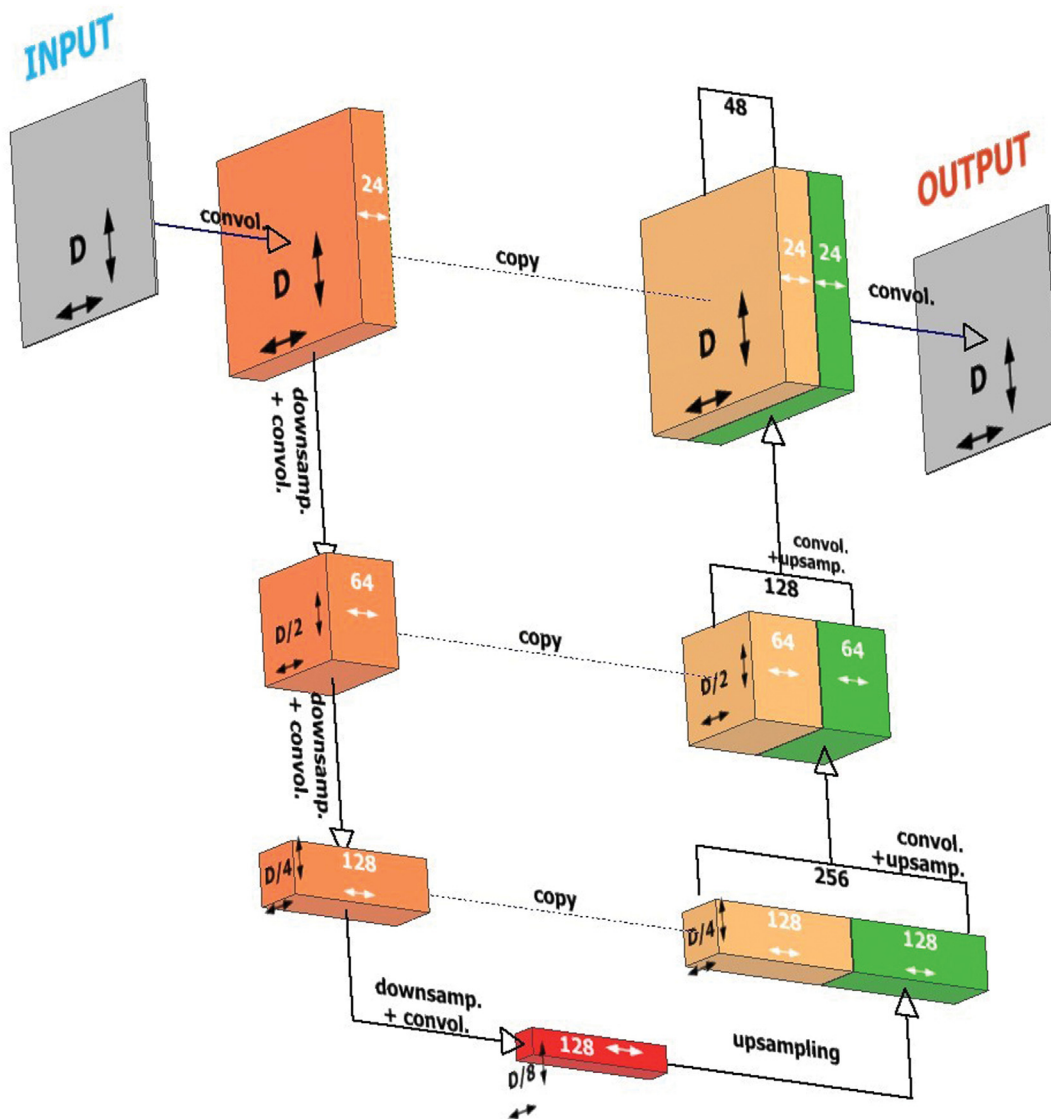 INPUT
D
convol.
D
24
copy
48
D
24
24
convol.
OUTPUT
D
downsamp.
+ convol.
D/2
64
copy
convol.
+upsamp.
128
D/2
64
64
downsamp.
+ convol.
D/4
128
copy
convol.
+upsamp.
256
D/4
128
128
downsamp.
+ convol.
128
D/8
upsampling